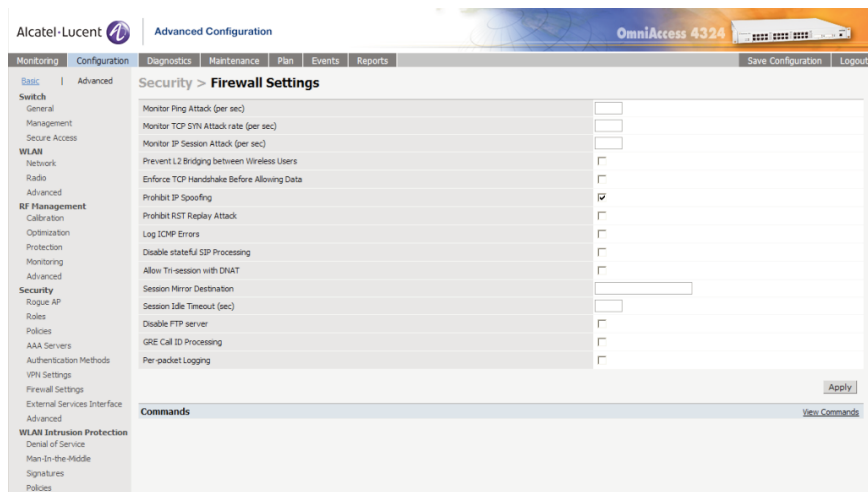 Alcatel·Lucent
Advanced Configuration
OmniAccess 4324
Monitoring Configuration Diagnostics Maintenance Plan Events Reports Save Configuration Logout
Basic | Advanced
Security > Firewall Settings
Switch
General
Management
Secure Access
WLAN
Network
Radio
Advanced
RF Management
Calibration
Optimization
Protection
Monitoring
Advanced
Security
Rogue AP
Roles
Policies
AAA Servers
Authentication Methods
VPN Settings
Firewall Settings
External Services Interface
Advanced
WLAN Intrusion Protection
Denial of Service
Man-In-the-Middle
Signatures
Policies
Monitor Ping Attack (per sec)
Monitor TCP SYN Attack rate (per sec)
Monitor IP Session Attack (per sec)
Prevent L2 Bridging between Wireless Users
Enforce TCP Handshake Before Allowing Data
Prohibit IP Spoofing
Prohibit RST Replay Attack
Log ICMP Errors
Disable stateful SIP Processing
Allow Tri-session with DNAT
Session Mirror Destination
Session Idle Timeout (sec)
Disable FTP server
GRE Call ID Processing
Per-packet Logging
Apply
Commands View Commands